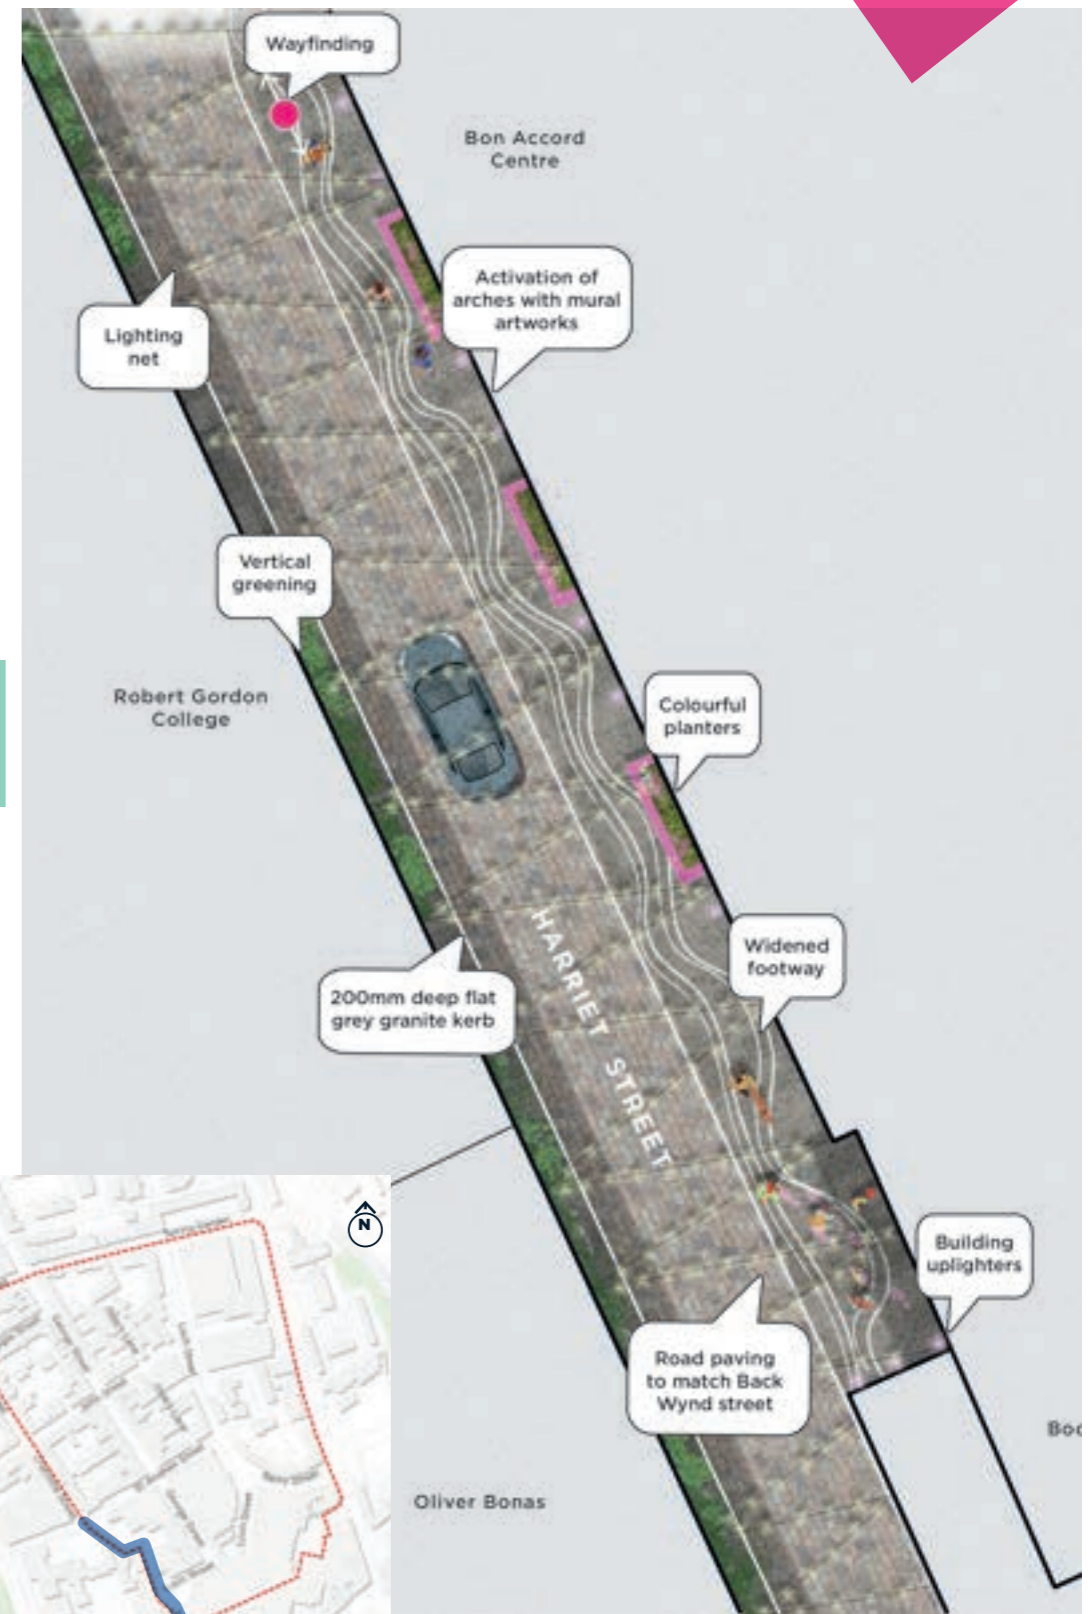 Wayfinding
Bon Accord
Centre
Activation of
arches with mural
artworks
Lighting
net
Vertical
greening
Robert Gordon
College
Colourful
planters
Widened
footway
200mm deep flat
grey granite kerb
HARRIET STREET
N
Building
uplighters
Road paving
to match Back
Wynd street
Boo
Oliver Bonas